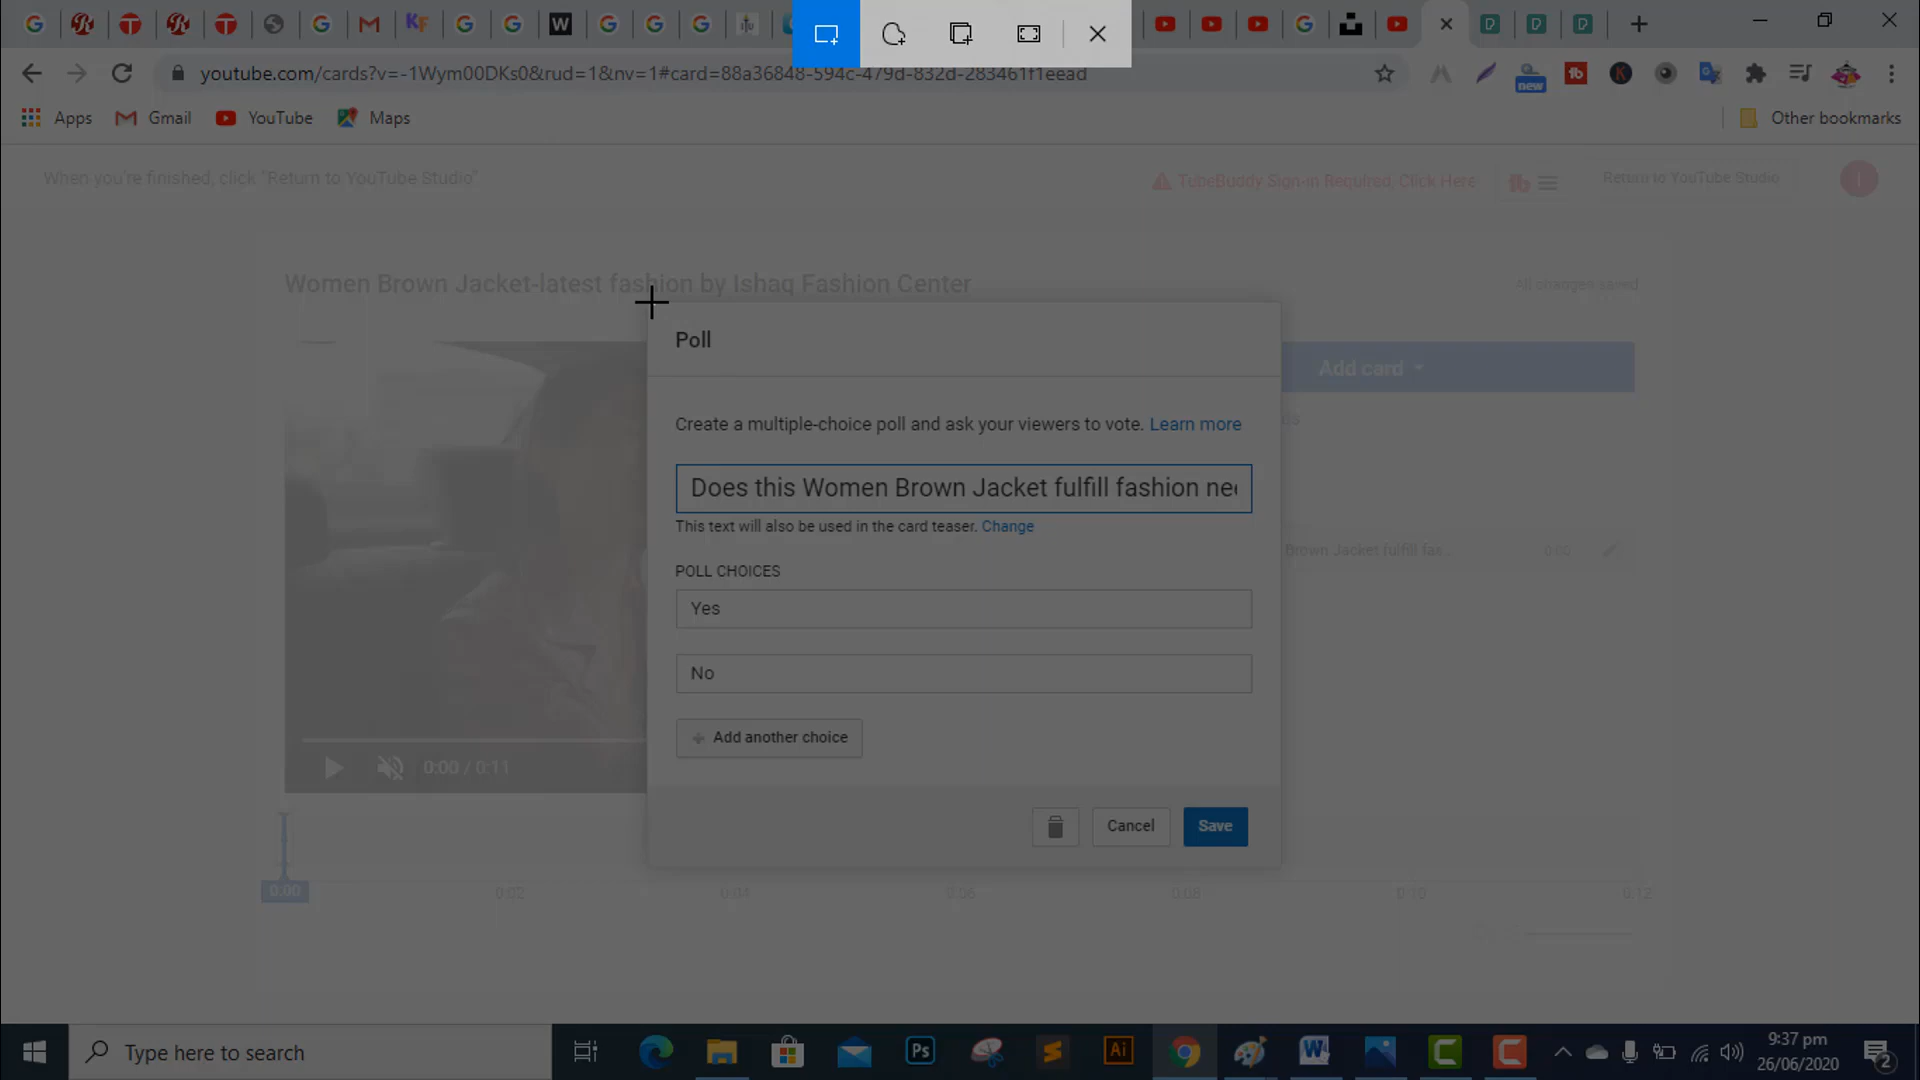 youtube.com/cards?v=-1Wym00DKs0&rud=1&nv=1#card=88a36848-594c-479d-832d-283461f1eead
new
Apps
Gmail
YouTube
Maps
Other bookmarks
When you're finished, click "Return to YouTube Studio"
TubeBuddy Sign-in Required, Click Here
Return to YouTube Studio
Women Brown Jacket-latest fashion by Ishaq Fashion Center
All changes saved
Poll
Add card
Create a multiple-choice poll and ask your viewers to vote. Learn more
Does this Women Brown Jacket fulfill fashion nee
This text will also be used in the card teaser. Change
Brown Jacket fulfill fas...
0:00
POLL CHOICES
Yes
No
Add another choice
0:00 / 0:11
Cancel
Save
0:00
0:02
0:04
0:06
0:08
0:10
0:12
Type here to search
Ps
Ai
9:37 pm
26/06/2020
2